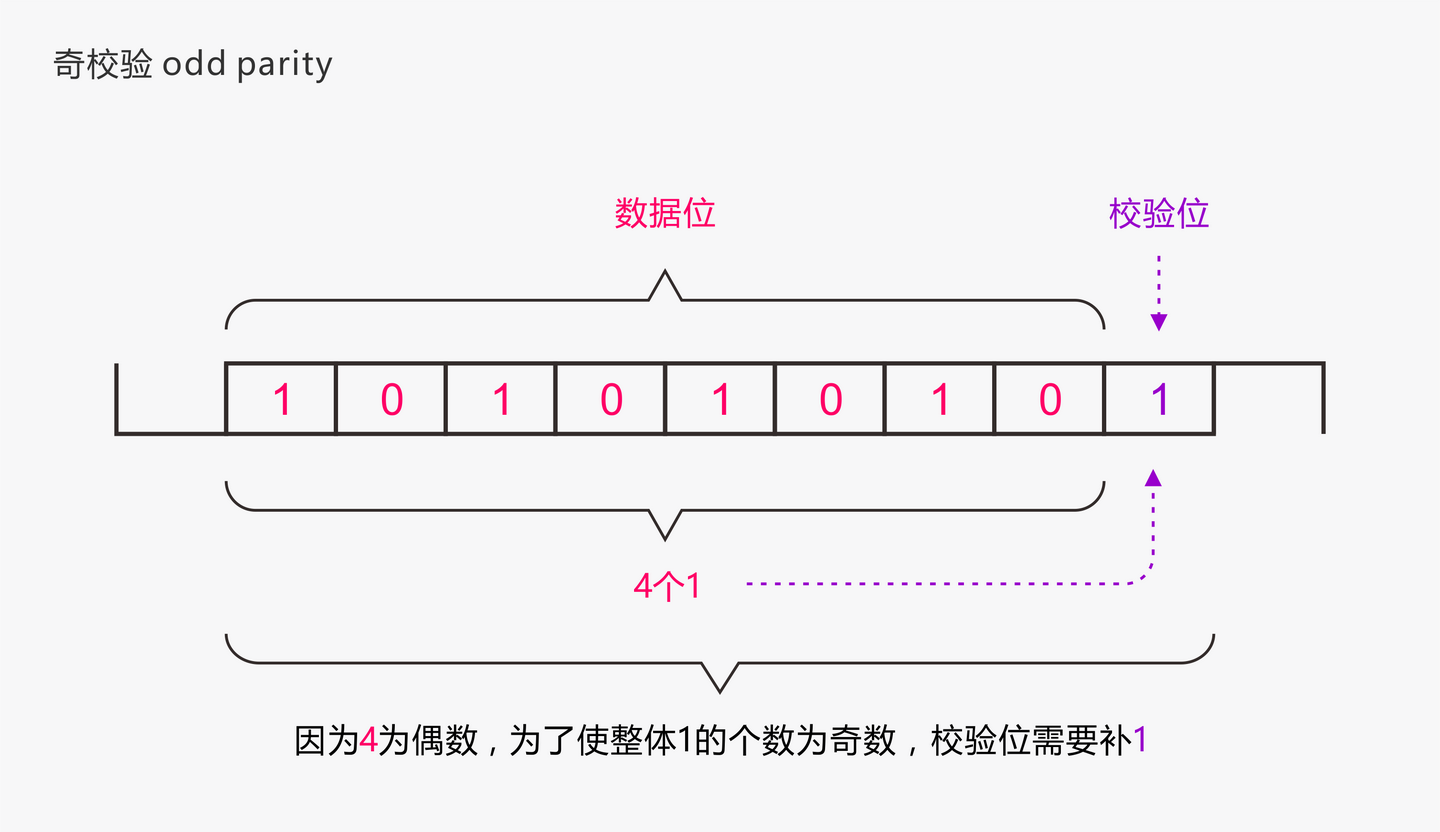 奇校验 odd parity
数据位 校验位
1 0 1 0 1 0 1 0 1
4个1
因为4为偶数，为了使整体1的个数为奇数，校验位需要补1